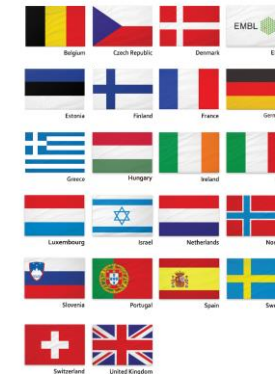 EMBL
Belgium
Czech Republic
Denmark
Estonia
Finland
France
Greece
Hungary
Ireland
Luxembourg
Israel
Netherlands
Slovenia
Portugal
Spain
Switzerland
United Kingdom